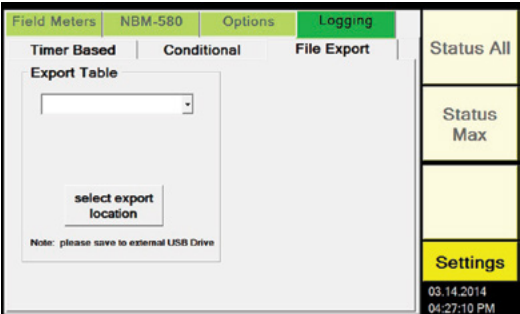 Field Meters NBM-580 Options Logging
Timer Based Conditional File Export
Export Table
select export
location
Note: please save to external USB Drive
Status All
Status
Max
Settings
03.14.2014
04:27:10 PM